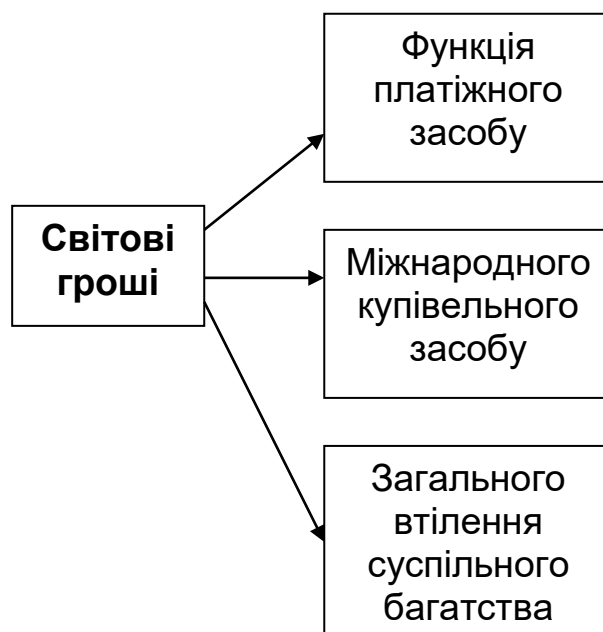 Функція
платіжного
засобу
Світові
гроші
Міжнародного
купівельного
засобу
Загального
втілення
суспільного
багатства